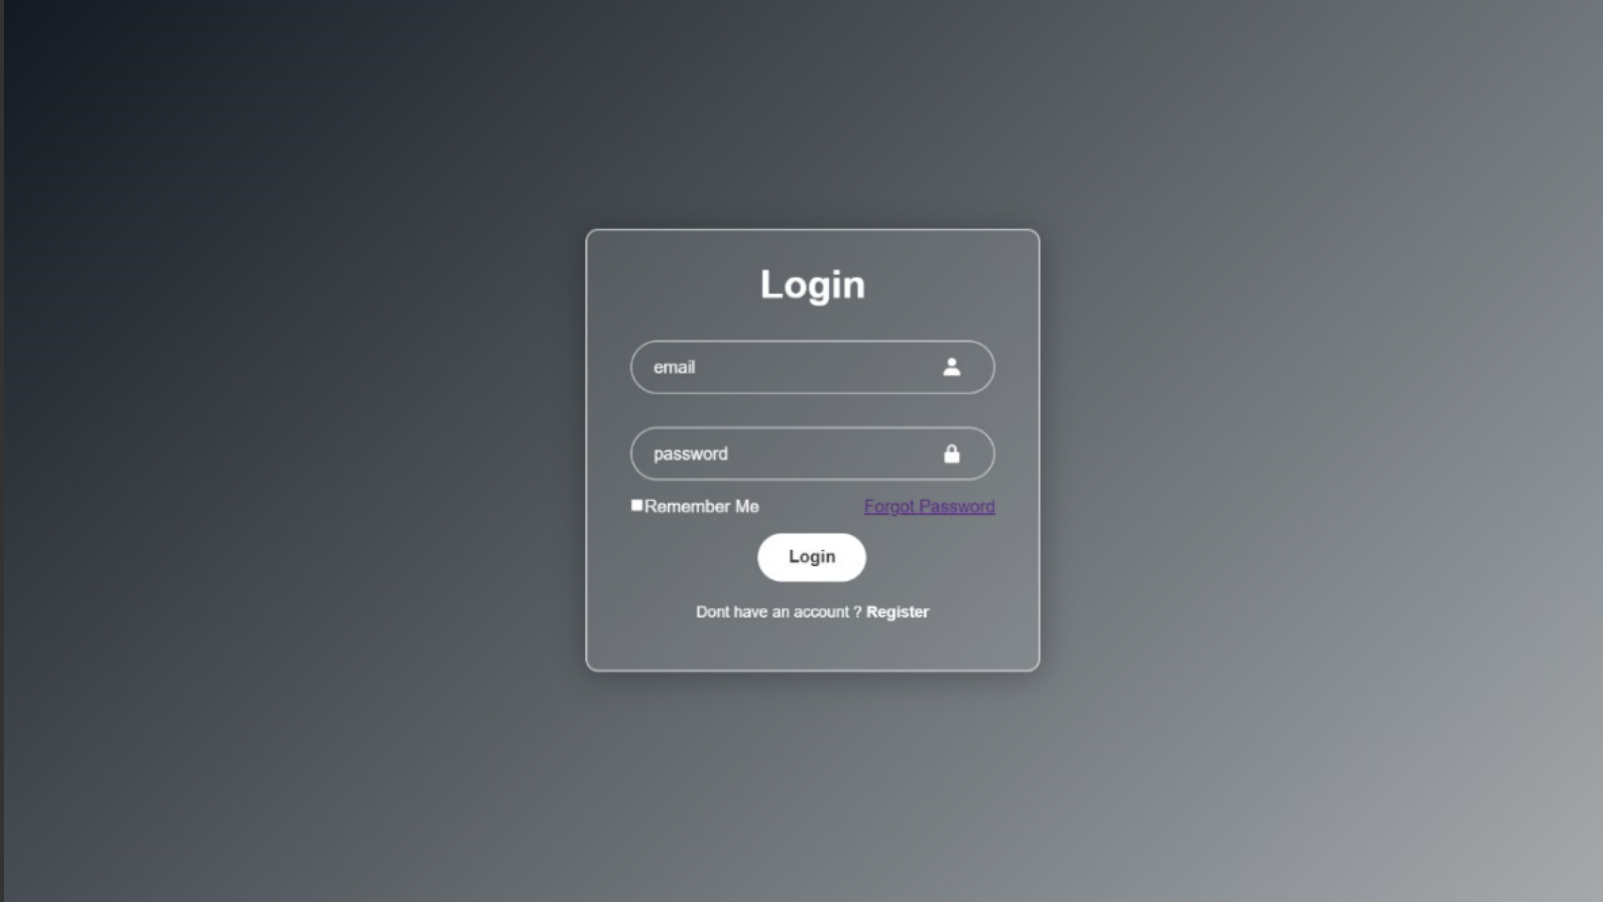 Login
email
password
Remember Me Forgot Password
Login
Dont have an account ? Register